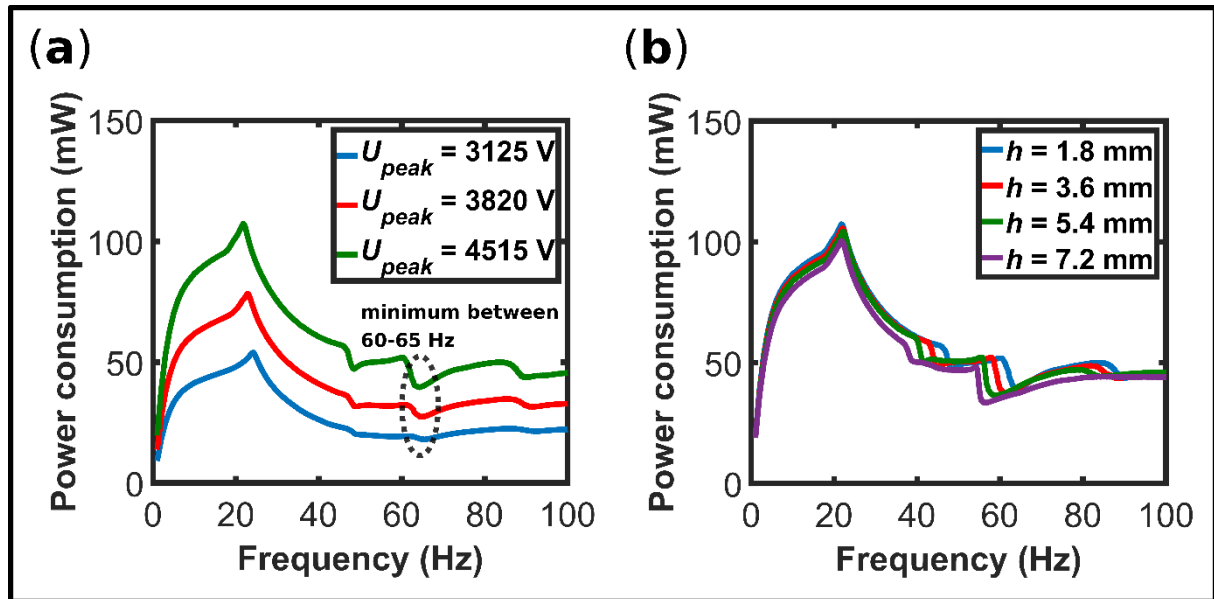 (a)
Power consumption (mW)
150
100
50
0
0 20 40 60 80 100
Frequency (Hz)
U_peak = 3125 V
U_peak = 3820 V
U_peak = 4515 V
minimum between
60-65 Hz
(b)
Power consumption (mW)
150
100
50
0
0 20 40 60 80 100
Frequency (Hz)
h = 1.8 mm
h = 3.6 mm
h = 5.4 mm
h = 7.2 mm